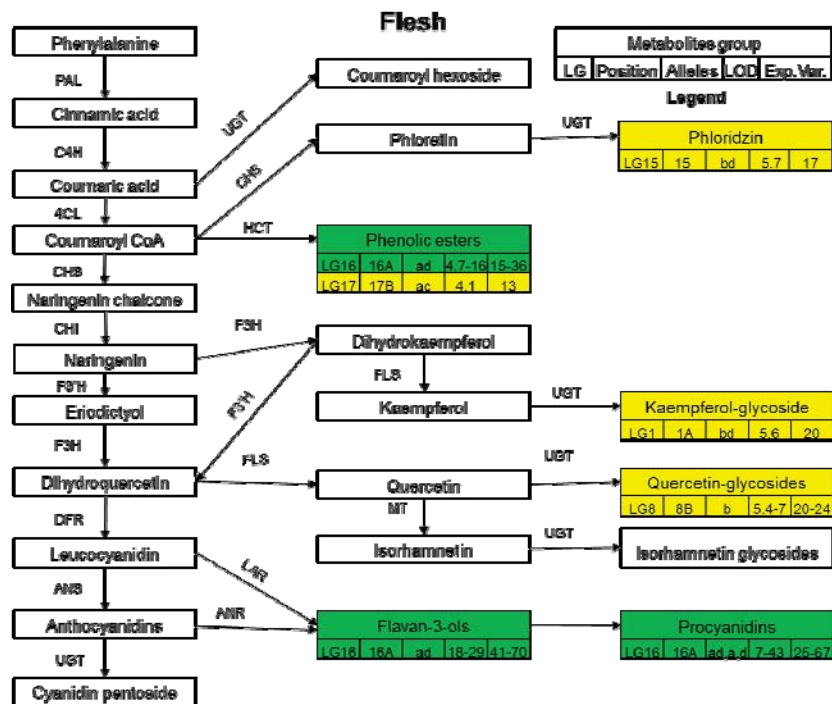 Flesh
Phenylalanine
PAL
Cinnamic acid
C4H
Coumaric acid
4CL
Coumaroyl CoA
CHS
Naringenin chalcone
CHI
Naringenin
F3'H
Eriodictyol
F3H
Dihydroquercetin
DFR
Leucocyanidin
ANS
Anthocyanidins
UGT
Cyanidin pentoside
UGT
Coumaroyl hexoside
CHS
Phloretin
UGT
Phloridzin
LG15 15 bd 5.7 17
HCT
Phenolic esters
LG16 16A ad 4.7-16 15-36
LG17 17B ac 4.1 13
F3H
Dihydrokaempferol
F3'H
FLS
Kaempferol
UGT
Kaempferol-glycoside
LG1 1A bd 5.6 20
FLS
Quercetin
UGT
Quercetin-glycosides
LG8 8B b 5.4-7 20-24
MT
Isorhamnetin
UGT
Isorhamnetin glycosides
LAR
ANR
Flavan-3-ols
LG16 16A ad 18-29 41-70
Procyanidins
LG16 16A ad,a,d 7-43 25-67
Metabolites group
LG Position Alleles LOD Exp.Var.
Legend